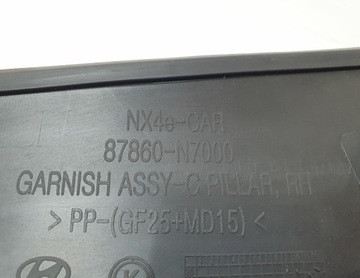 NX4e-CAR
87860-N7000
GARNISH ASSY-C PILLAR, RH
> PP-(GF25+MD15) <
K